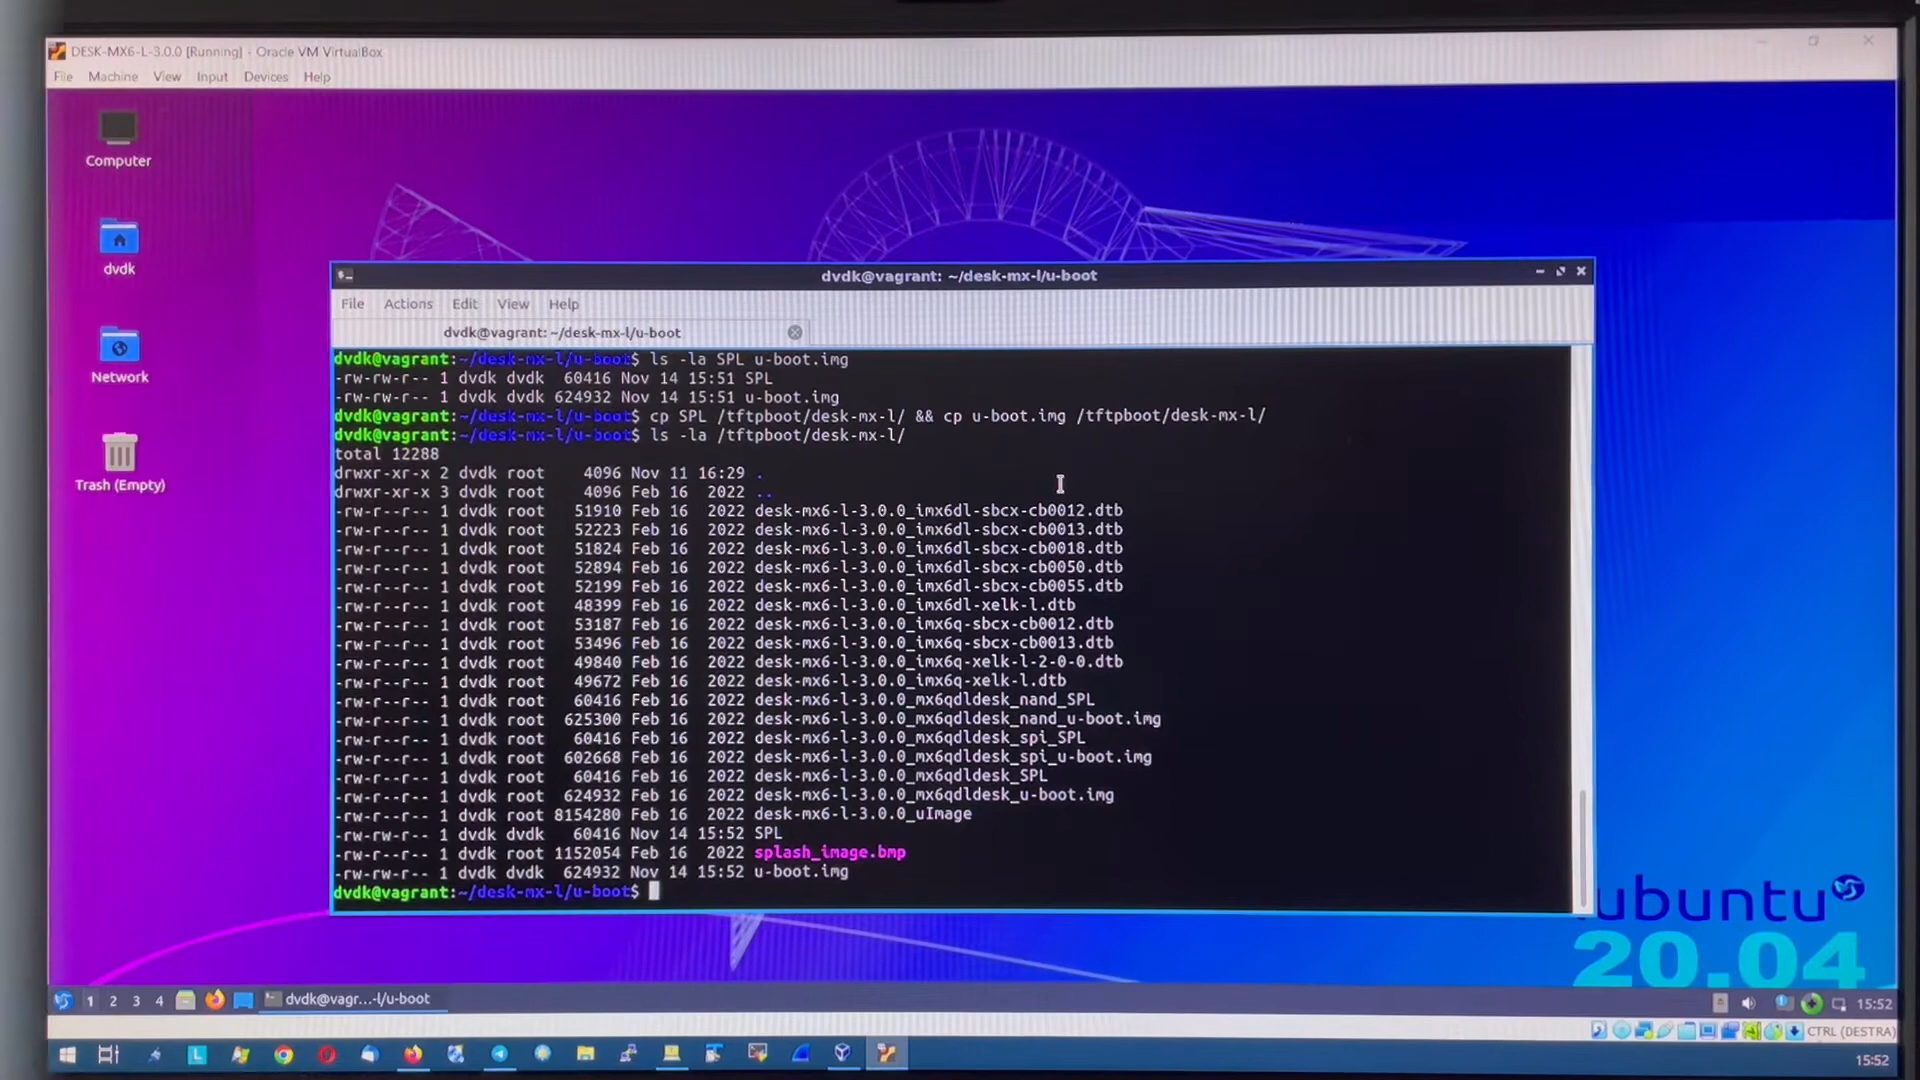 DESK-MX6-L-3.0.0 [Running] - Oracle VM VirtualBox
File Machine View Input Devices Help
Computer
dvdk
Network
Trash (Empty)
dvdk@vagrant: ~/desk-mx-l/u-boot
File Actions Edit View Help
dvdk@vagrant: ~/desk-mx-l/u-boot
dvdk@vagrant:~/desk-mx-l/u-boot$ ls -la SPL u-boot.img
-rw-rw-r-- 1 dvdk dvdk 60416 Nov 14 15:51 SPL
-rw-rw-r-- 1 dvdk dvdk 624932 Nov 14 15:51 u-boot.img
dvdk@vagrant:~/desk-mx-l/u-boot$ cp SPL /tftpboot/desk-mx-l/ && cp u-boot.img /tftpboot/desk-mx-l/
dvdk@vagrant:~/desk-mx-l/u-boot$ ls -la /tftpboot/desk-mx-l/
total 12288
drwxr-xr-x 2 dvdk root 4096 Nov 11 16:29 .
drwxr-xr-x 3 dvdk root 4096 Feb 16 2022 ..
-rw-r--r-- 1 dvdk root 51910 Feb 16 2022 desk-mx6-l-3.0.0_imx6dl-sbcx-cb0012.dtb
-rw-r--r-- 1 dvdk root 52223 Feb 16 2022 desk-mx6-l-3.0.0_imx6dl-sbcx-cb0013.dtb
-rw-r--r-- 1 dvdk root 51824 Feb 16 2022 desk-mx6-l-3.0.0_imx6dl-sbcx-cb0018.dtb
-rw-r--r-- 1 dvdk root 52894 Feb 16 2022 desk-mx6-l-3.0.0_imx6dl-sbcx-cb0050.dtb
-rw-r--r-- 1 dvdk root 52199 Feb 16 2022 desk-mx6-l-3.0.0_imx6dl-sbcx-cb0055.dtb
-rw-r--r-- 1 dvdk root 48399 Feb 16 2022 desk-mx6-l-3.0.0_imx6dl-xelk-l.dtb
-rw-r--r-- 1 dvdk root 53187 Feb 16 2022 desk-mx6-l-3.0.0_imx6q-sbcx-cb0012.dtb
-rw-r--r-- 1 dvdk root 53496 Feb 16 2022 desk-mx6-l-3.0.0_imx6q-sbcx-cb0013.dtb
-rw-r--r-- 1 dvdk root 49840 Feb 16 2022 desk-mx6-l-3.0.0_imx6q-xelk-l-2-0-0.dtb
-rw-r--r-- 1 dvdk root 49672 Feb 16 2022 desk-mx6-l-3.0.0_imx6q-xelk-l.dtb
-rw-r--r-- 1 dvdk root 60416 Feb 16 2022 desk-mx6-l-3.0.0_mx6qdldesk_nand_SPL
-rw-r--r-- 1 dvdk root 625300 Feb 16 2022 desk-mx6-l-3.0.0_mx6qdldesk_nand_u-boot.img
-rw-r--r-- 1 dvdk root 60416 Feb 16 2022 desk-mx6-l-3.0.0_mx6qdldesk_spi_SPL
-rw-r--r-- 1 dvdk root 602668 Feb 16 2022 desk-mx6-l-3.0.0_mx6qdldesk_spi_u-boot.img
-rw-r--r-- 1 dvdk root 60416 Feb 16 2022 desk-mx6-l-3.0.0_mx6qdldesk_SPL
-rw-r--r-- 1 dvdk root 624932 Feb 16 2022 desk-mx6-l-3.0.0_mx6qdldesk_u-boot.img
-rw-r--r-- 1 dvdk root 8154280 Feb 16 2022 desk-mx6-l-3.0.0_uImage
-rw-rw-r-- 1 dvdk dvdk 60416 Nov 14 15:52 SPL
-rw-r--r-- 1 dvdk root 1152054 Feb 16 2022 splash_image.bmp
-rw-rw-r-- 1 dvdk dvdk 624932 Nov 14 15:52 u-boot.img
dvdk@vagrant:~/desk-mx-l/u-boot$
ubuntu
20.04
1 2 3 4 dvdk@vagr...-l/u-boot 15:52
CTRL (DESTRA)
15:52